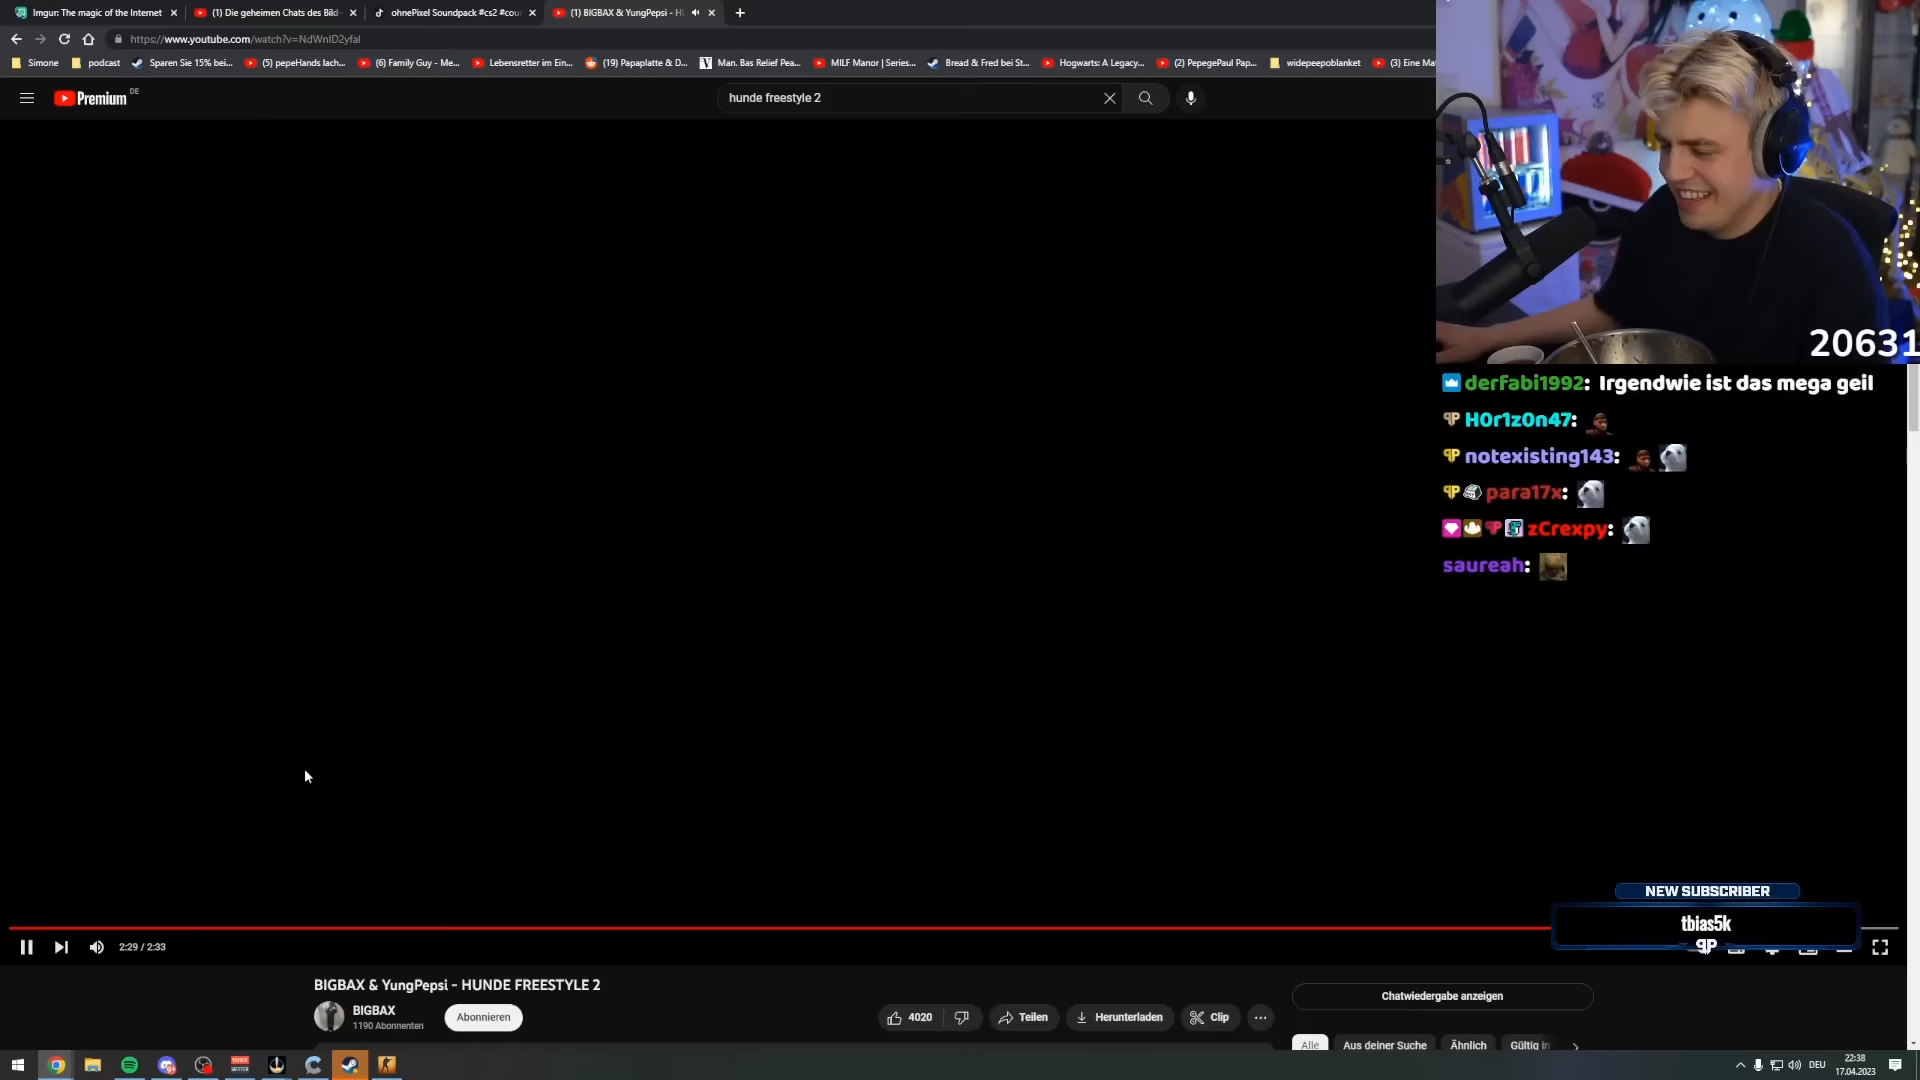 Imgur: The magic of the Internet
(1) Die geheimen Chats des Bild-
ohnePixel Soundpack #cs2 #cou
(1) BIGBAX & YungPepsi - H
https://www.youtube.com/watch?v=NdWnID2yfaI
Simone
podcast
Sparen Sie 15% bei...
(5) pepeHands lach...
(6) Family Guy - Me...
Lebensretter im Ein...
(19) Papaplatte & D...
Man. Bas Relief Pea...
MILF Manor | Series...
Bread & Fred bei St...
Hogwarts: A Legacy...
(2) PepegePaul Pap...
widepeepoblanket
(3) Eine Ma
Premium DE
hunde freestyle 2
20631
derfabi1992: Irgendwie ist das mega geil
H0r1z0n47:
notexisting143:
para17x:
zCrexpy:
saureah:
NEW SUBSCRIBER
tbias5k
2:29 / 2:33
BIGBAX & YungPepsi - HUNDE FREESTYLE 2
BIGBAX
1190 Abonnenten
Abonnieren
4020
Teilen
Herunterladen
Clip
Chatwiedergabe anzeigen
Alle
Aus deiner Suche
Ähnlich
Gültig in
DEU
22:38
17.04.2023